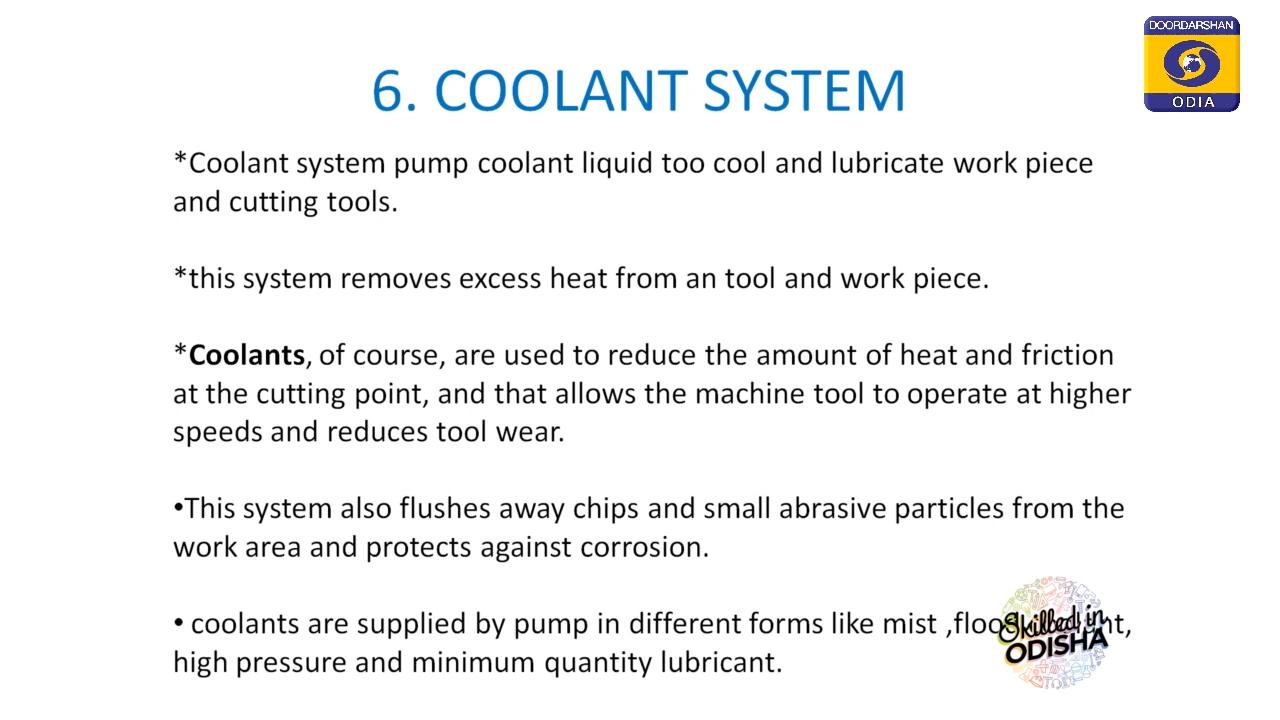 DOORDARSHAN
ODIA
6. COOLANT SYSTEM
*Coolant system pump coolant liquid too cool and lubricate work piece
and cutting tools.
*this system removes excess heat from an tool and work piece.
*Coolants, of course, are used to reduce the amount of heat and friction
at the cutting point, and that allows the machine tool to operate at higher
speeds and reduces tool wear.
•This system also flushes away chips and small abrasive particles from the
work area and protects against corrosion.
• coolants are supplied by pump in different forms like mist ,
high pressure and minimum quantity lubricant.
Skilled in
ODISHA